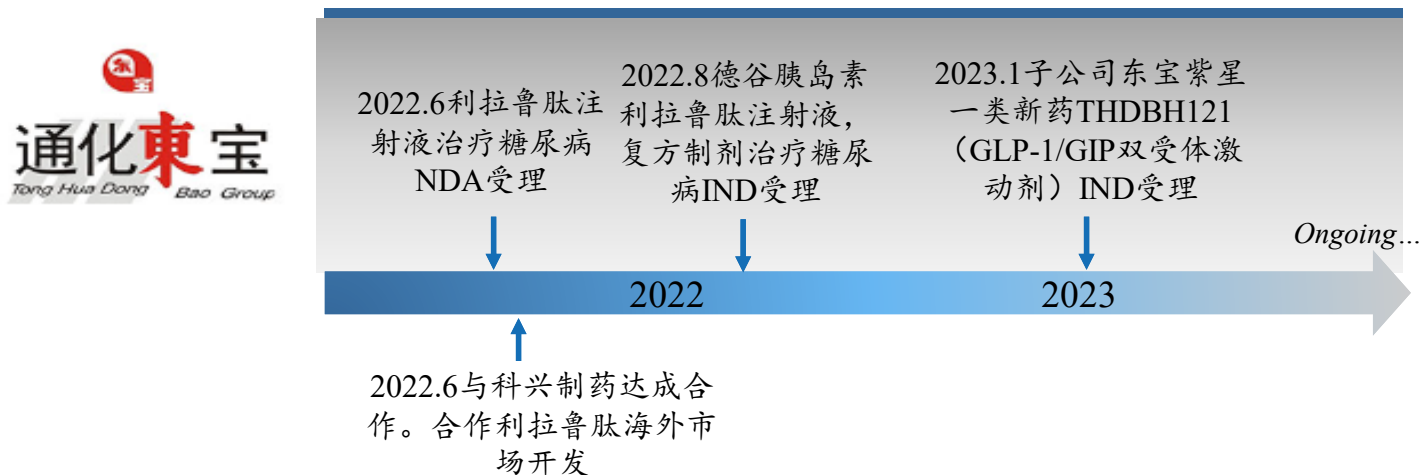 东宝
通化東宝
Tong Hua Dong Bao Group
2022.6利拉鲁肽注
射液治疗糖尿病
NDA受理
2022.8德谷胰岛素
利拉鲁肽注射液,
复方制剂治疗糖尿
病IND受理
2023.1子公司东宝紫星
一类新药THDBH121
（GLP-1/GIP双受体激
动剂）IND受理
Ongoing…
2022
2023
2022.6与科兴制药达成合
作。合作利拉鲁肽海外市
场开发